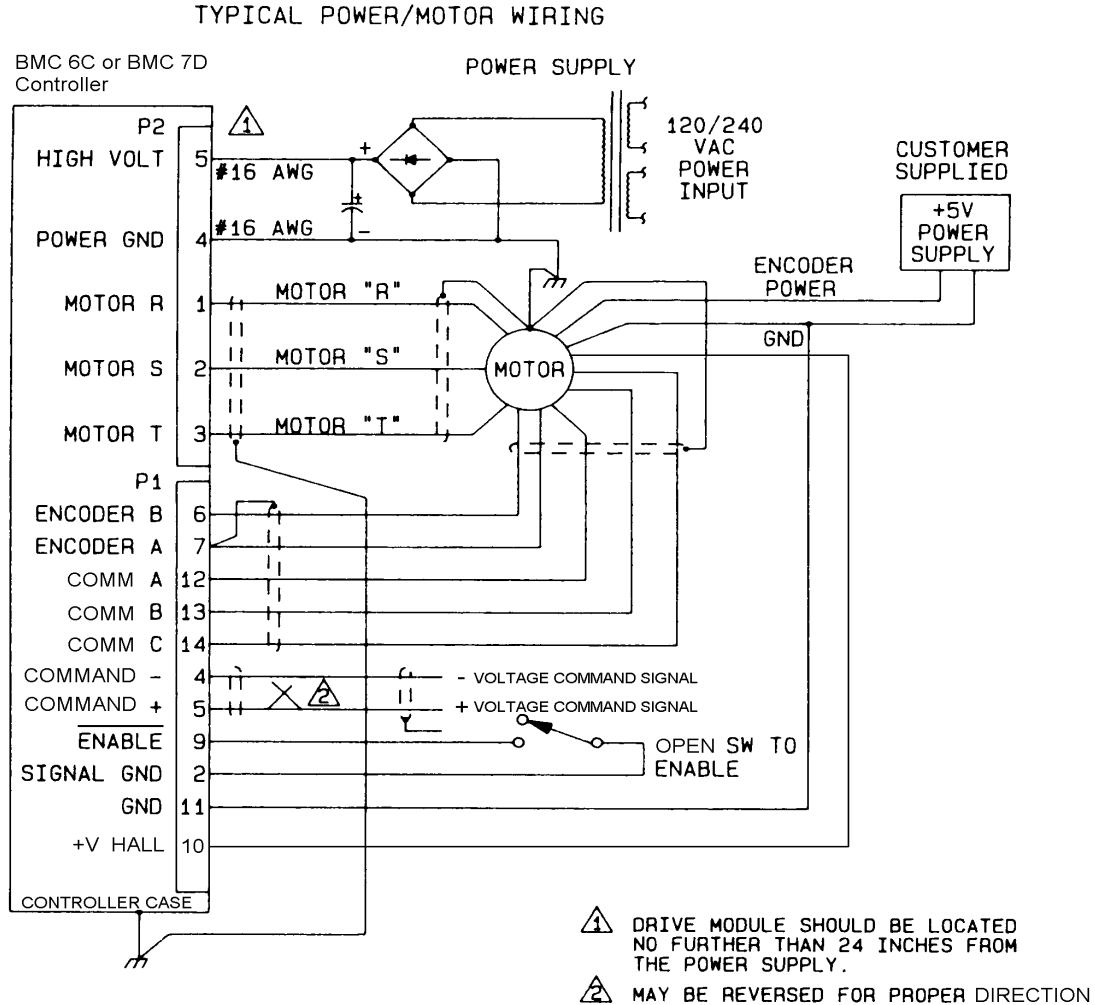 TYPICAL POWER/MOTOR WIRING
BMC 6C or BMC 7D
Controller
POWER SUPPLY
P2
1
HIGH VOLT 5
+
#16 AWG
+
120/240
VAC
POWER
INPUT
CUSTOMER
SUPPLIED
+5V
POWER
SUPPLY
POWER GND 4
#16 AWG
-
ENCODER
POWER
MOTOR R 1
MOTOR "R"
GND
MOTOR S 2
MOTOR "S"
MOTOR
MOTOR T 3
MOTOR "T"
P1
ENCODER B 6
ENCODER A 7
COMM A 12
COMM B 13
COMM C 14
COMMAND - 4
- VOLTAGE COMMAND SIGNAL
2
COMMAND + 5
+ VOLTAGE COMMAND SIGNAL
ENABLE 9
OPEN SW TO
ENABLE
SIGNAL GND 2
GND 11
+V HALL 10
CONTROLLER CASE
1 DRIVE MODULE SHOULD BE LOCATED
NO FURTHER THAN 24 INCHES FROM
THE POWER SUPPLY.
2 MAY BE REVERSED FOR PROPER DIRECTION